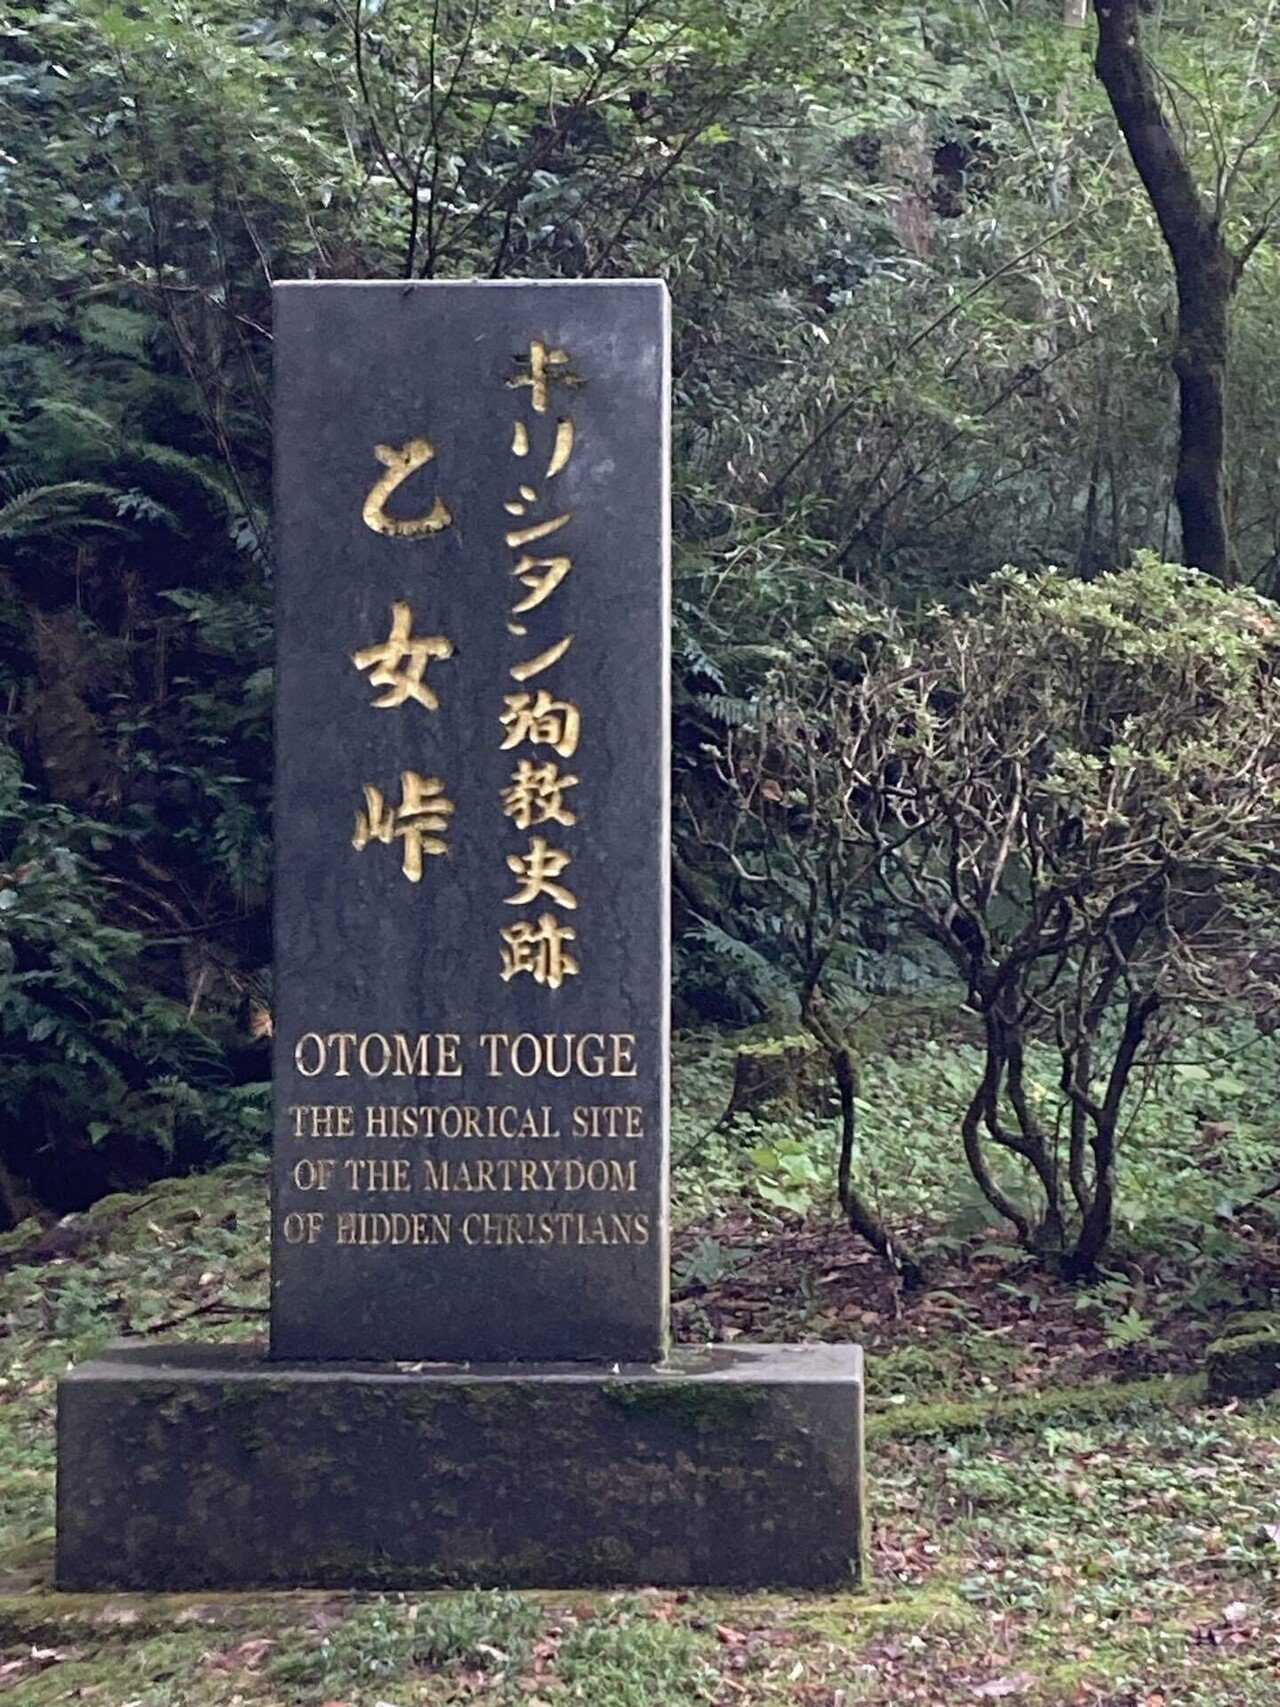 キリシタン殉教史跡
乙女峠
OTOME TOUGE
THE HISTORICAL SITE
OF THE MARTRYDOM
OF HIDDEN CHRISTIANS